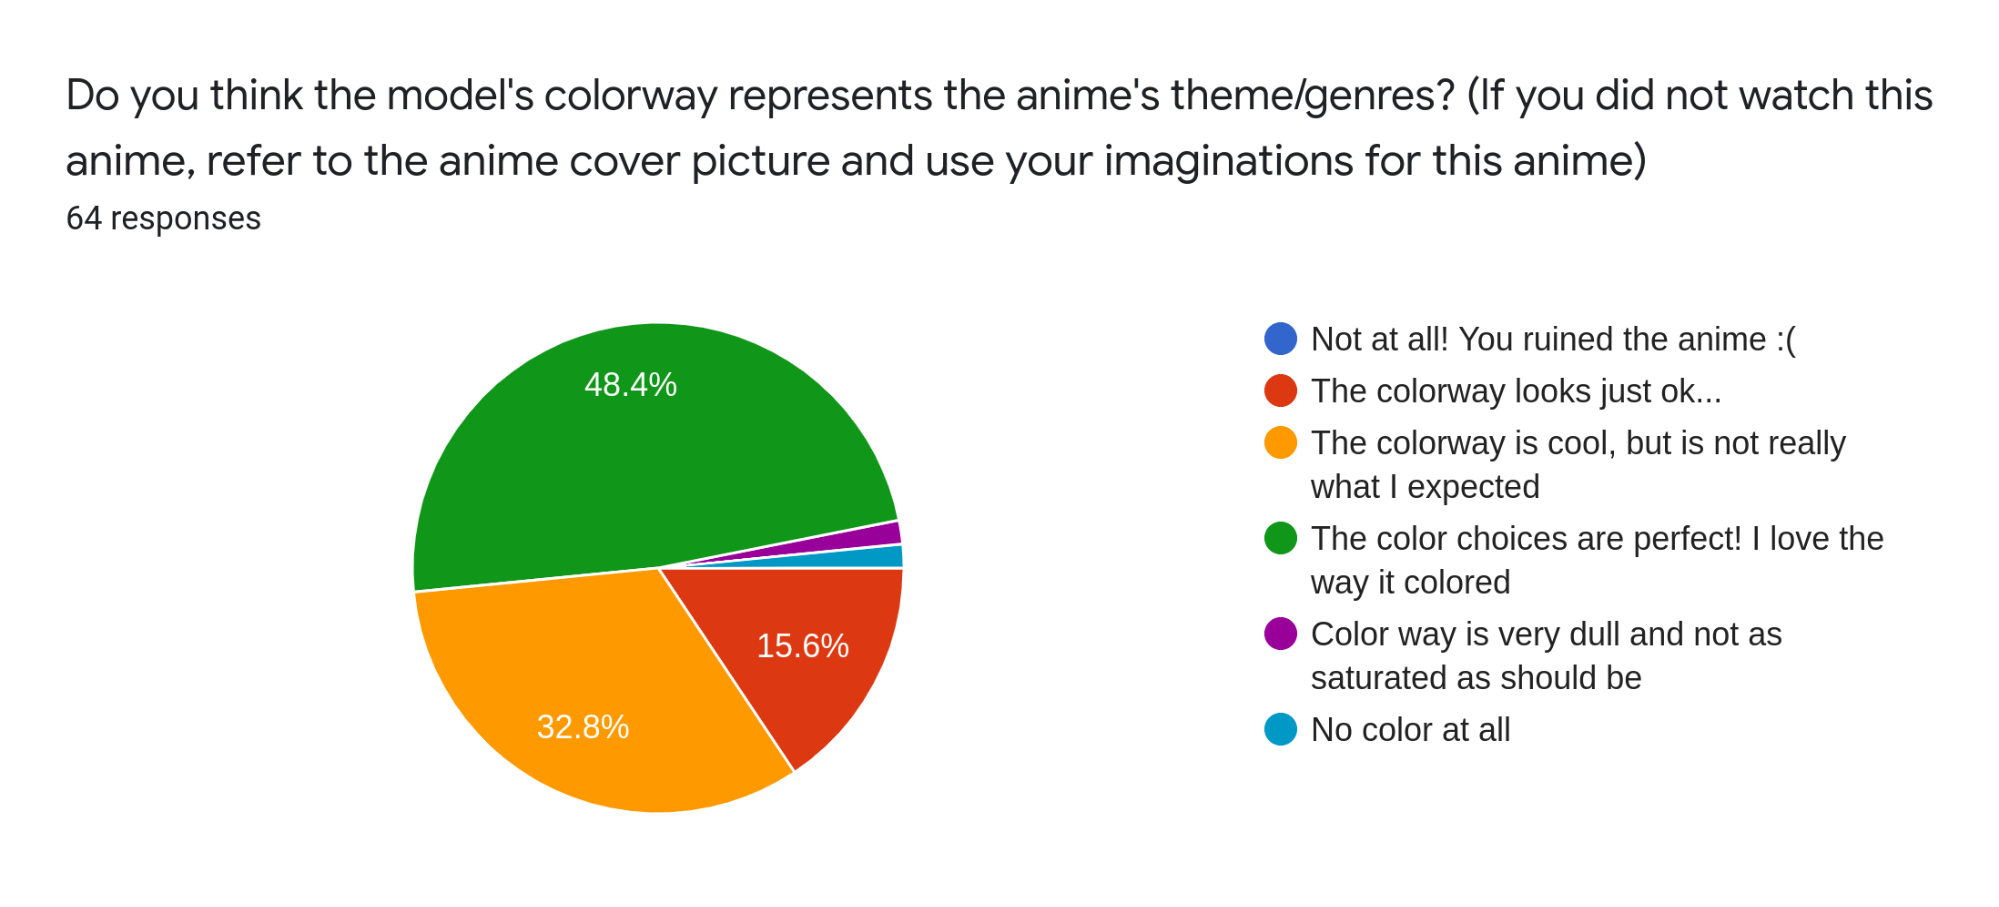 Do you think the model's colorway represents the anime's theme/genres? (If you did not watch this
anime, refer to the anime cover picture and use your imaginations for this anime)
64 responses
48.4%
15.6%
32.8%
Not at all! You ruined the anime :(
The colorway looks just ok...
The colorway is cool, but is not really
what I expected
The color choices are perfect! I love the
way it colored
Color way is very dull and not as
saturated as should be
No color at all